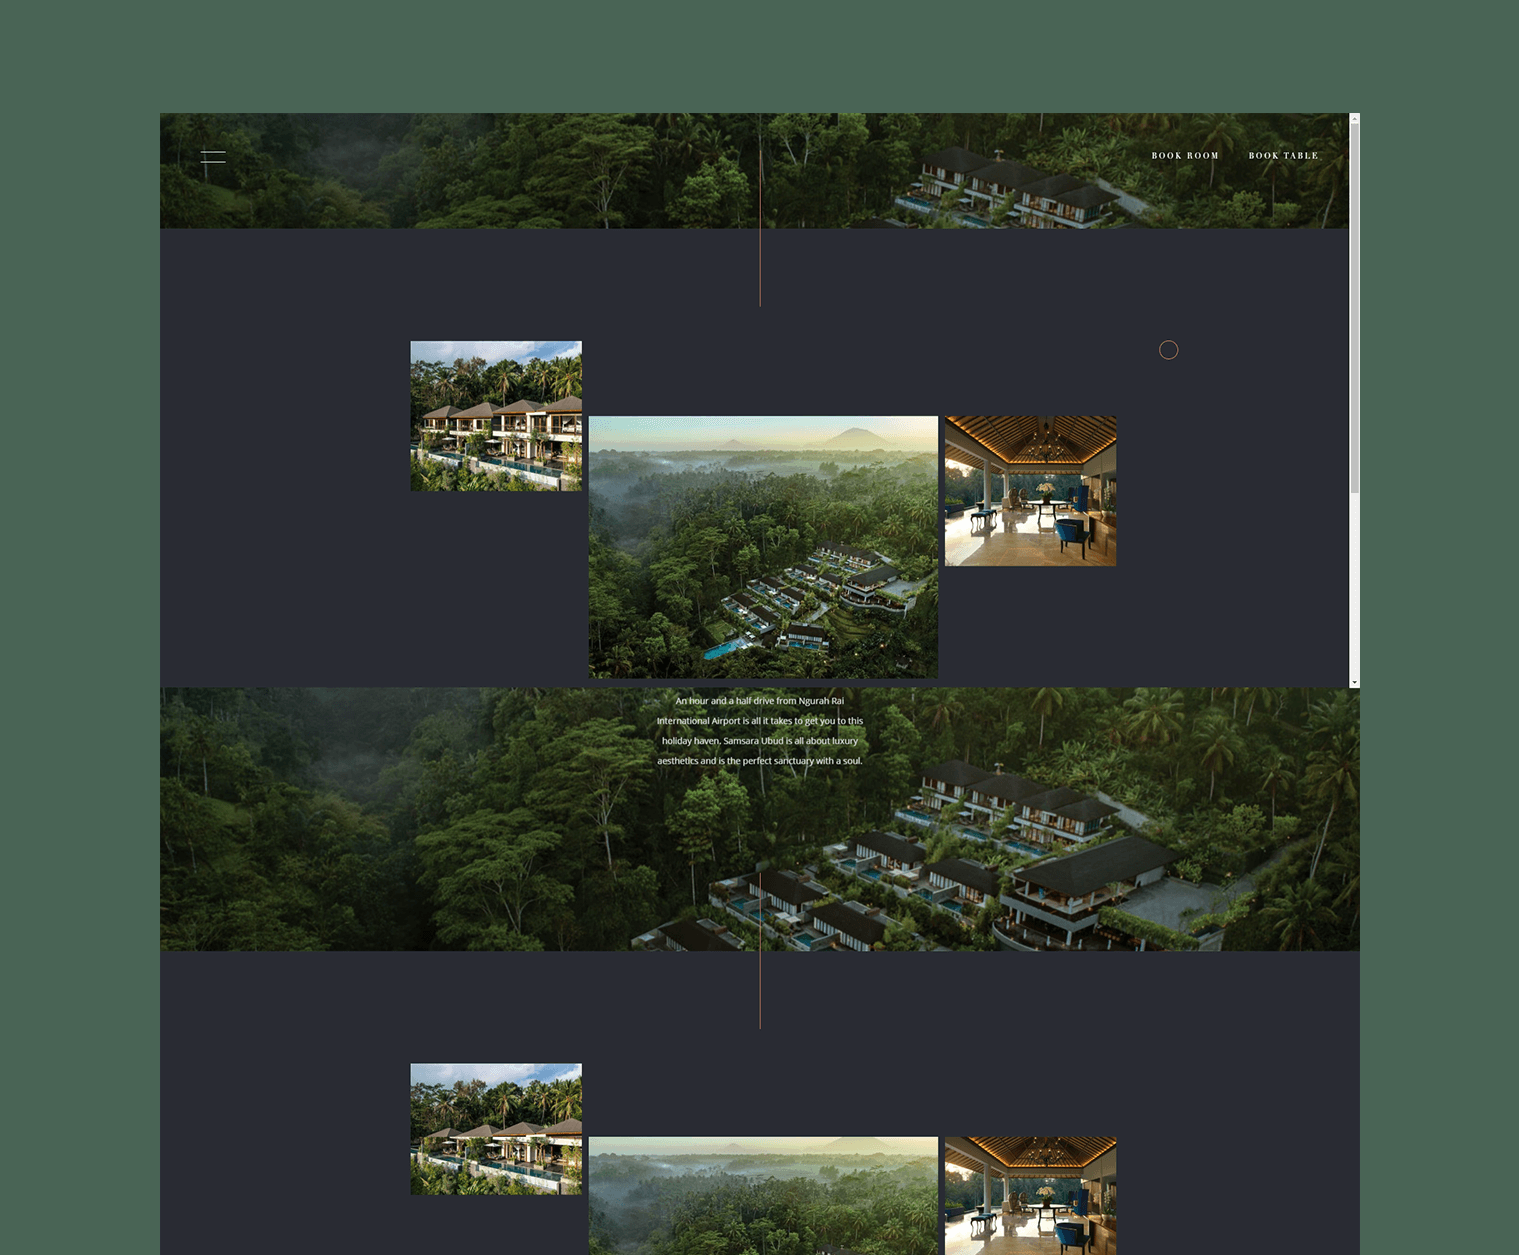 BOOK ROOM BOOK TABLE
An hour and a half drive from Ngurah Rai
International Airport is all it takes to get you to this
holiday haven. Samsara Ubud is all about luxury
aesthetics and is the perfect sanctuary with a soul.